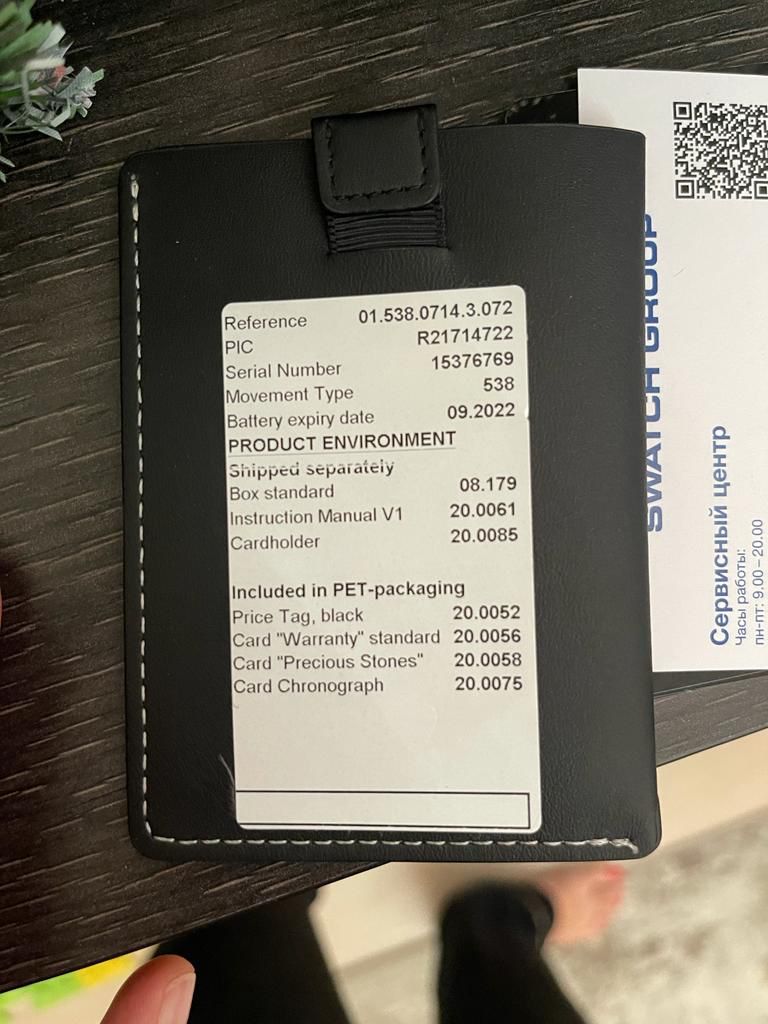 Reference 01.538.0714.3.072
PIC R21714722
Serial Number 15376769
Movement Type 538
Battery expiry date 09.2022
PRODUCT ENVIRONMENT
Shipped separately
Box standard 08.179
Instruction Manual V1 20.0061
Cardholder 20.0085
Included in PET-packaging
Price Tag, black 20.0052
Card "Warranty" standard 20.0056
Card "Precious Stones" 20.0058
Card Chronograph 20.0075
SWATCH GROUP
Сервисный центр
Часы работы:
пн-пт: 9.00 – 20.00